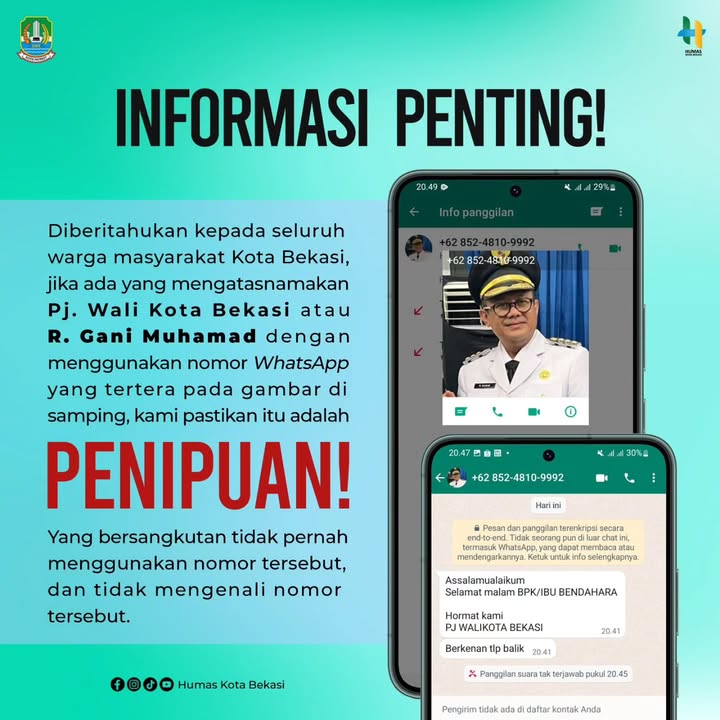 HUMAS
KOTA BEKASI
INFORMASI PENTING!
Diberitahukan kepada seluruh
warga masyarakat Kota Bekasi,
jika ada yang mengatasnamakan
Pj. Wali Kota Bekasi atau
R. Gani Muhamad dengan
menggunakan nomor WhatsApp
yang tertera pada gambar di
samping, kami pastikan itu adalah
PENIPUAN!
Yang bersangkutan tidak pernah
menggunakan nomor tersebut,
dan tidak mengenali nomor
tersebut.
Humas Kota Bekasi
20.49 29%
Info panggilan
+62 852-4810-9992
+62 852-4810-9992
20.47 30%
+62 852-4810-9992
Hari ini
Pesan dan panggilan terenkripsi secara
end-to-end. Tidak seorang pun di luar chat ini,
termasuk WhatsApp, yang dapat membaca atau
mendengarkannya. Ketuk untuk info selengkapnya.
Assalamualaikum
Selamat malam BPK/IBU BENDAHARA
Hormat kami
PJ WALIKOTA BEKASI 20.41
Berkenan tlp balik 20.41
Panggilan suara tak terjawab pukul 20.45
Pengirim tidak ada di daftar kontak Anda